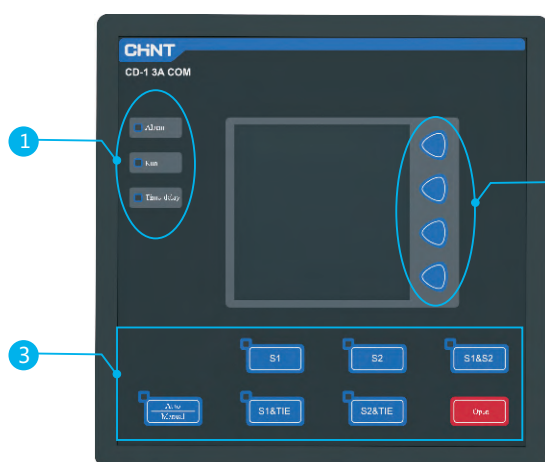 CHNT
CD-1 3A COM
1
Alarm
Run
Time delay
3
S1
S2
S1&S2
Auto
Manual
S1&TIE
S2&TIE
Open